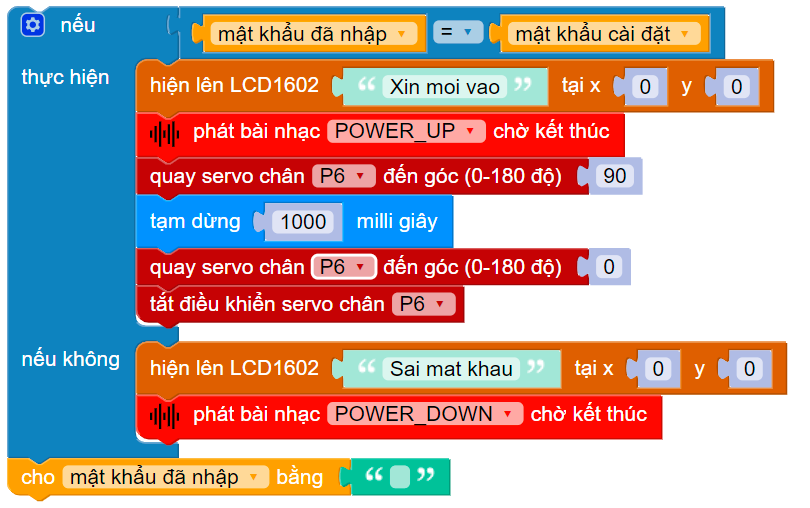 nếu mật khẩu đã nhập = mật khẩu cài đặt
thực hiện hiện lên LCD1602 “ Xin moi vao ” tại x 0 y 0
phát bài nhạc POWER_UP chờ kết thúc
quay servo chân P6 đến góc (0-180 độ) 90
tạm dừng 1000 milli giây
quay servo chân P6 đến góc (0-180 độ) 0
tắt điều khiển servo chân P6
nếu không hiện lên LCD1602 “ Sai mat khau ” tại x 0 y 0
phát bài nhạc POWER_DOWN chờ kết thúc
cho mật khẩu đã nhập bằng “ ”